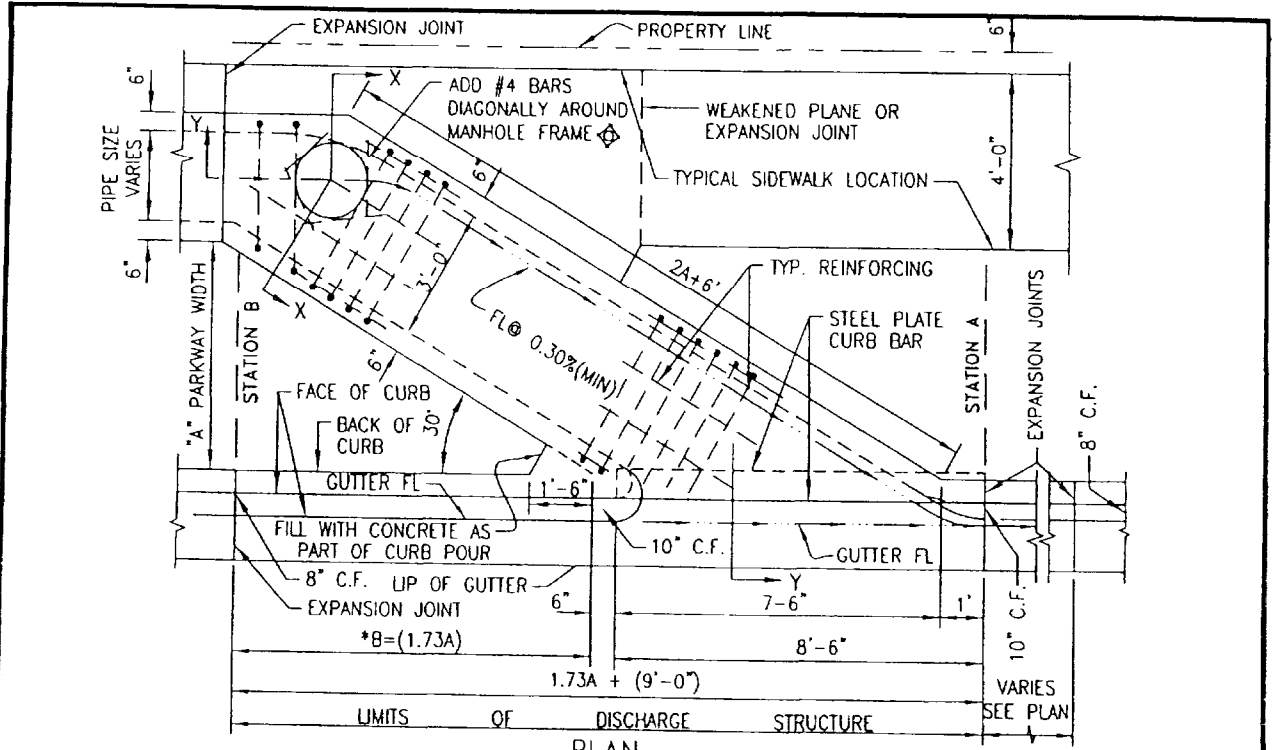 EXPANSION JOINT
PROPERTY LINE
6"
6"
X
ADD #4 BARS
DIAGONALLY AROUND
MANHOLE FRAME
WEAKENED PLANE OR
EXPANSION JOINT
Y
PIPE SIZE
VARIES
6"
TYPICAL SIDEWALK LOCATION
4'-0"
6"
3'-0"
2A+6'
TYP. REINFORCING
X
"A" PARKWAY WIDTH
STATION B
FL@ 0.30%(MIN)
STEEL PLATE
CURB BAR
STATION A
EXPANSION JOINTS
8" C.F.
6"
FACE OF CURB
BACK OF
CURB
30'
GUTTER FL
1'-6"
FILL WITH CONCRETE AS
PART OF CURB POUR
10" C.F.
GUTTER FL
8" C.F.
LIP OF GUTTER
Y
EXPANSION JOINT
6"
7-6"
1'
10" C.F.
*B=(1.73A)
8'-6"
1.73A + (9'-0")
VARIES
SEE PLAN
LIMITS OF DISCHARGE STRUCTURE
PLAN